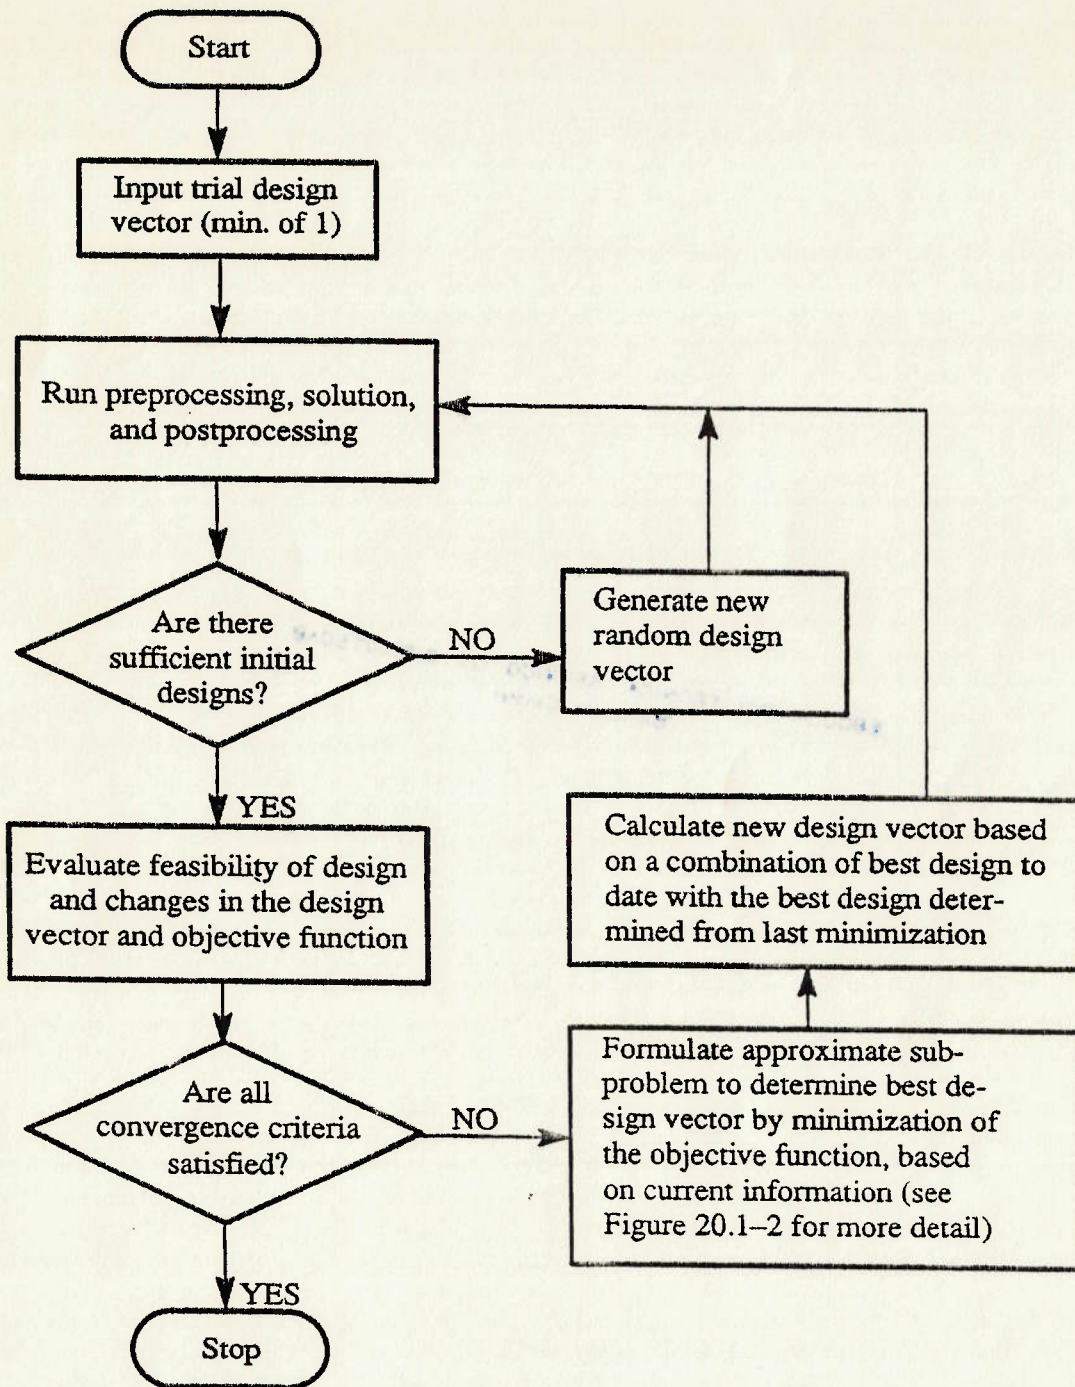 Start
Input trial design
vector (min. of 1)
Run preprocessing, solution,
and postprocessing
Are there
sufficient initial
designs?
NO
Generate new
random design
vector
YES
Evaluate feasibility of design
and changes in the design
vector and objective function
Calculate new design vector based
on a combination of best design to
date with the best design deter-
mined from last minimization
Are all
convergence criteria
satisfied?
NO
Formulate approximate sub-
problem to determine best de-
sign vector by minimization of
the objective function, based
on current information (see
Figure 20.1–2 for more detail)
YES
Stop